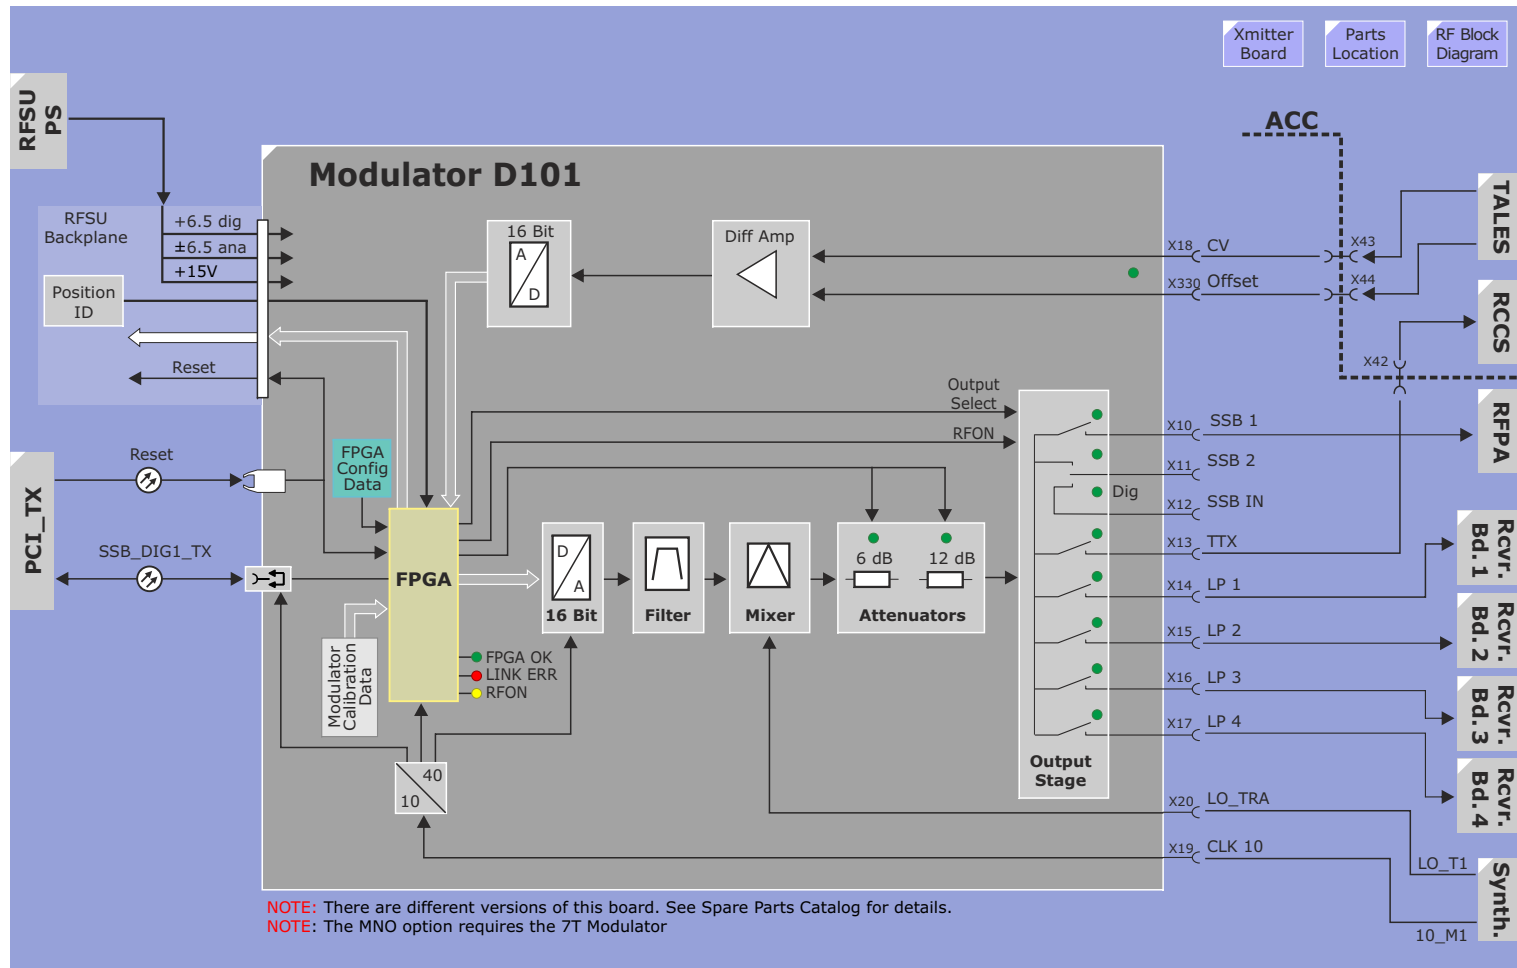 Xmitter
Board
Parts
Location
RF Block
Diagram
RFSU
PS
ACC
Modulator D101
RFSU
Backplane
+6.5 dig
±6.5 ana
+15V
Position
ID
Reset
16 Bit
A
D
Diff Amp
X18
CV
X43
X330
Offset
X44
TALES
RCCS
X42
Output
Select
RFON
X10
SSB 1
RFPA
X11
SSB 2
Dig
X12
SSB IN
X13
TTX
X14
LP 1
Rcvr.
Bd. 1
X15
LP 2
Rcvr.
Bd. 2
X16
LP 3
Rcvr.
Bd. 3
X17
LP 4
Rcvr.
Bd. 4
Output
Stage
PCI_TX
Reset
SSB_DIG1_TX
FPGA
Config
Data
FPGA
D
A
16 Bit
Filter
Mixer
6 dB
12 dB
Attenuators
FPGA OK
LINK ERR
RFON
Modulator
Calibration
Data
40
10
X20
LO_TRA
X19
CLK 10
LO_T1
Synth.
10_M1
NOTE: There are different versions of this board. See Spare Parts Catalog for details.
NOTE: The MNO option requires the 7T Modulator